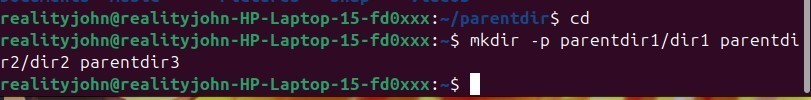 realityjohn@realityjohn-HP-Laptop-15-fd0xxx:~/parentdir$ cd
realityjohn@realityjohn-HP-Laptop-15-fd0xxx:~$ mkdir -p parentdir1/dir1 parentdi
r2/dir2 parentdir3
realityjohn@realityjohn-HP-Laptop-15-fd0xxx:~$